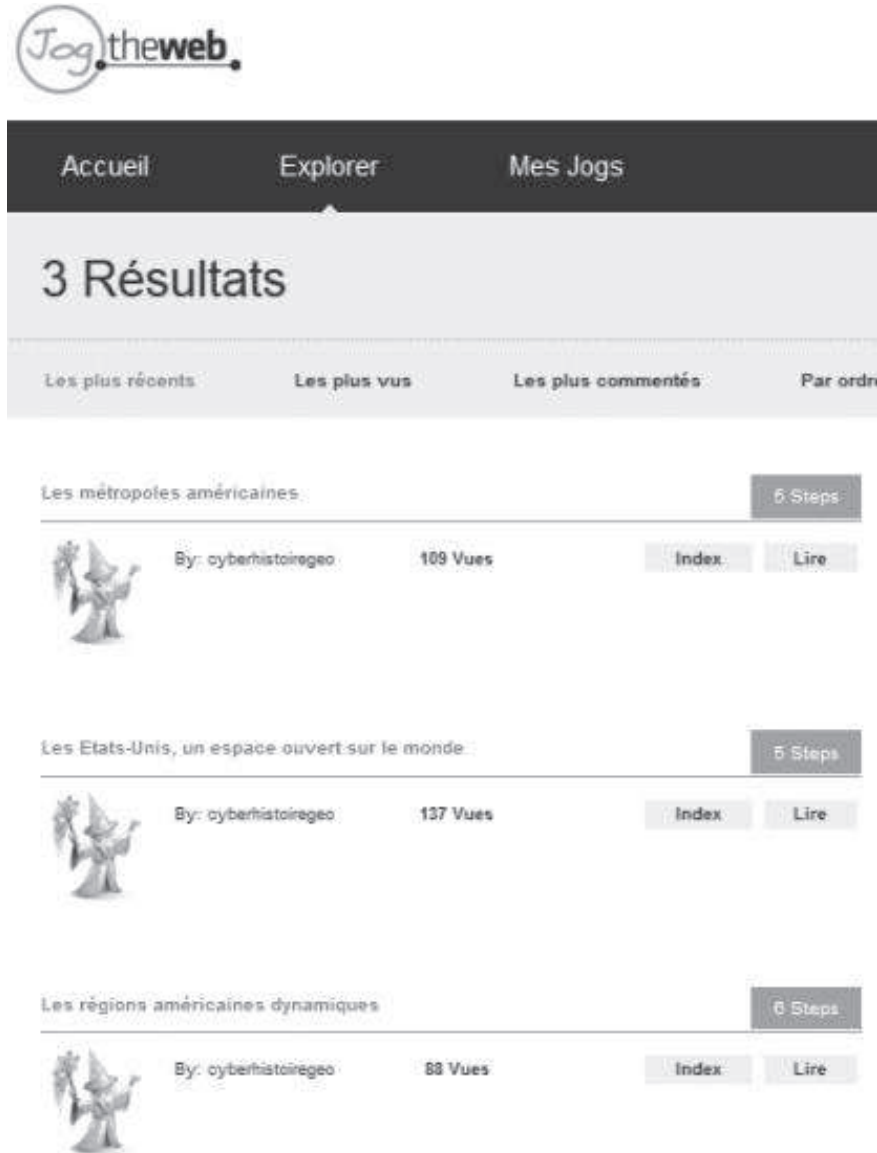 Jog theweb
Accueil Explorer Mes Jogs
3 Résultats
Les plus récents Les plus vus Les plus commentés Par ordre
Les métropoles américaines 5 Steps
By: cyberhistoiregeo 109 Vues Index Lire
Les Etats-Unis, un espace ouvert sur le monde 5 Steps
By: cyberhistoiregeo 137 Vues Index Lire
Les régions américaines dynamiques 6 Steps
By: cyberhistoiregeo 88 Vues Index Lire